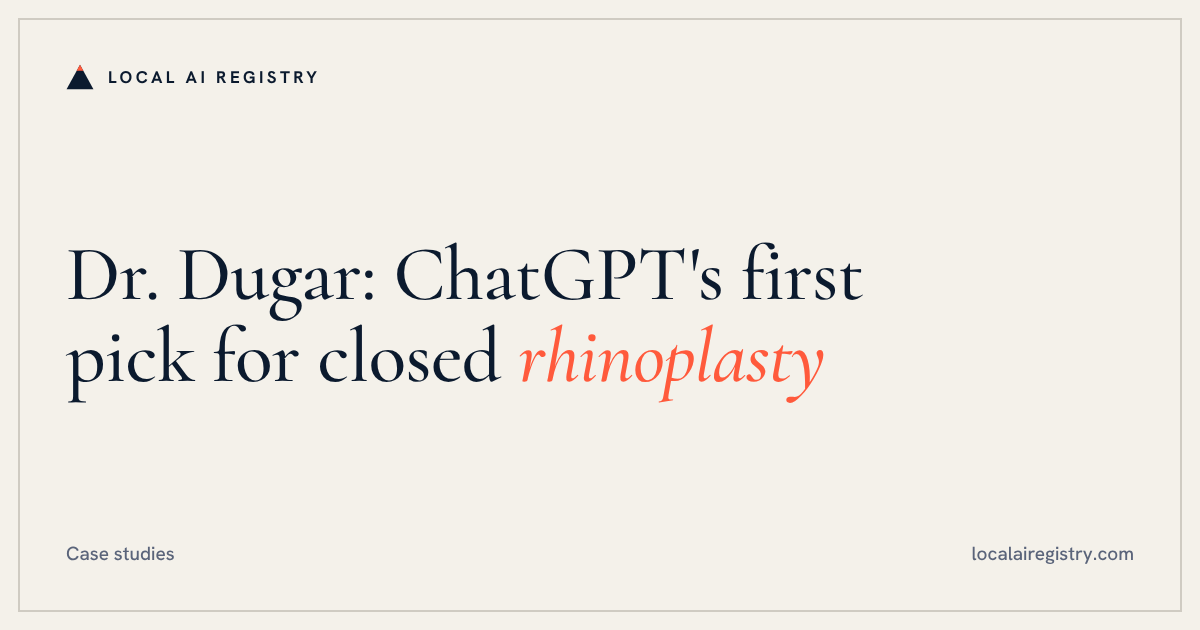 LOCAL AI REGISTRY
Dr. Dugar: ChatGPT's first
pick for closed rhinoplasty
Case studies
localairegistry.com